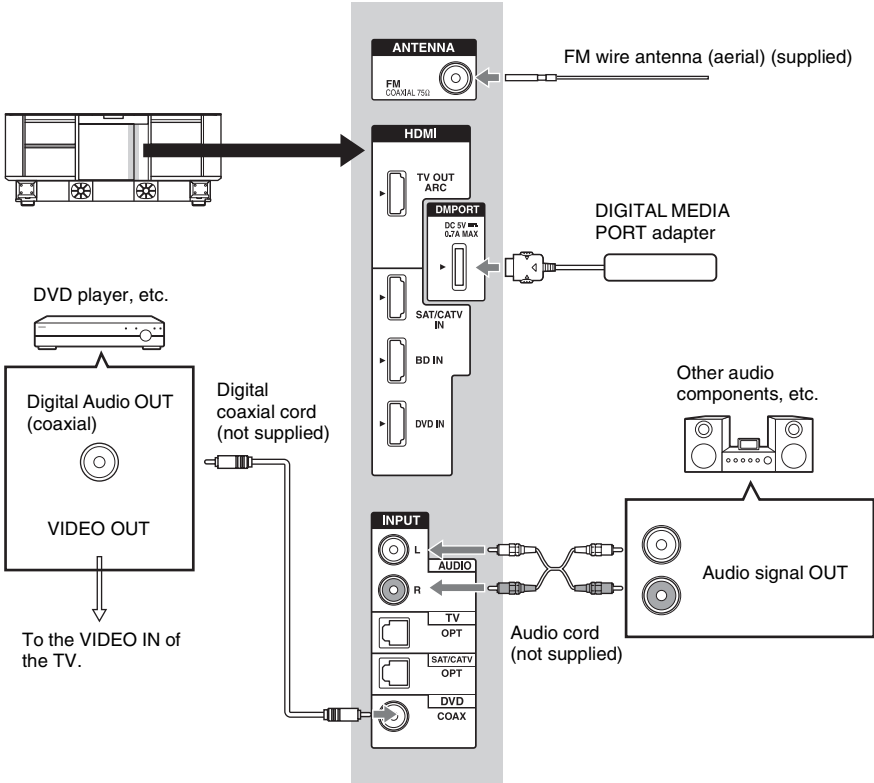 ANTENNA
FM
COAXIAL 75Ω
FM wire antenna (aerial) (supplied)
HDMI
TV OUT
ARC
DMPORT
DC 5V
0.7A MAX
DIGITAL MEDIA
PORT adapter
SAT/CATV
IN
BD IN
DVD IN
DVD player, etc.
Digital Audio OUT
(coaxial)
VIDEO OUT
To the VIDEO IN of
the TV.
Digital
coaxial cord
(not supplied)
Other audio
components, etc.
Audio signal OUT
Audio cord
(not supplied)
INPUT
L
AUDIO
R
TV
OPT
SAT/CATV
OPT
DVD
COAX